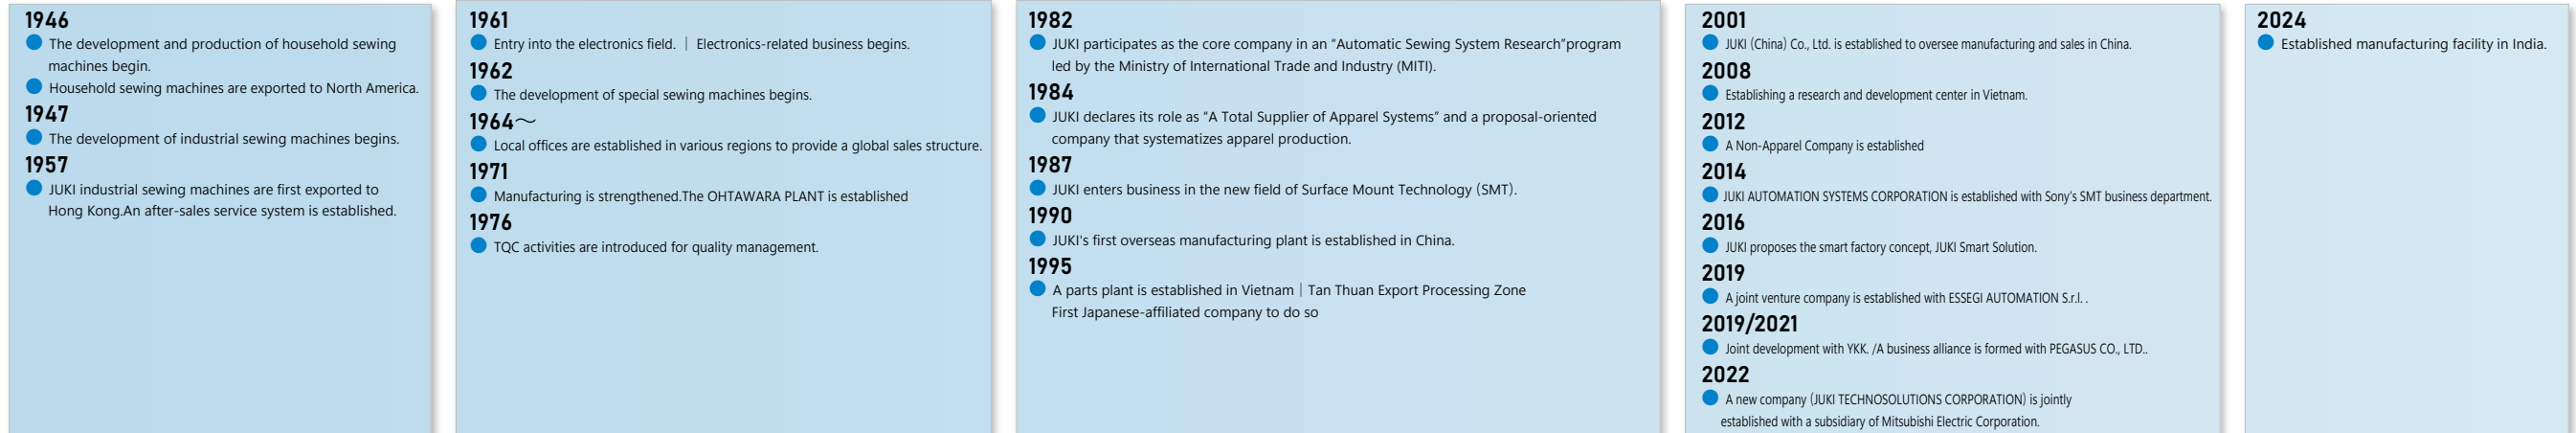 1946
The development and production of household sewing
machines begin.
Household sewing machines are exported to North America.
1947
The development of industrial sewing machines begins.
1957
JUKI industrial sewing machines are first exported to
Hong Kong.An after-sales service system is established.
1961
Entry into the electronics field. | Electronics-related business begins.
1962
The development of special sewing machines begins.
1964～
Local offices are established in various regions to provide a global sales structure.
1971
Manufacturing is strengthened.The OHTAWARA PLANT is established
1976
TQC activities are introduced for quality management.
1982
JUKI participates as the core company in an “Automatic Sewing System Research”program
led by the Ministry of International Trade and Industry (MITI).
1984
JUKI declares its role as “A Total Supplier of Apparel Systems” and a proposal-oriented
company that systematizes apparel production.
1987
JUKI enters business in the new field of Surface Mount Technology (SMT).
1990
JUKI's first overseas manufacturing plant is established in China.
1995
A parts plant is established in Vietnam | Tan Thuan Export Processing Zone
First Japanese-affiliated company to do so
2001
JUKI (China) Co., Ltd. is established to oversee manufacturing and sales in China.
2008
Establishing a research and development center in Vietnam.
2012
A Non-Apparel Company is established
2014
JUKI AUTOMATION SYSTEMS CORPORATION is established with Sony's SMT business department.
2016
JUKI proposes the smart factory concept, JUKI Smart Solution.
2019
A joint venture company is established with ESSEGI AUTOMATION S.r.l. .
2019/2021
Joint development with YKK. /A business alliance is formed with PEGASUS CO., LTD..
2022
A new company (JUKI TECHNOSOLUTIONS CORPORATION) is jointly
established with a subsidiary of Mitsubishi Electric Corporation.
2024
Established manufacturing facility in India.